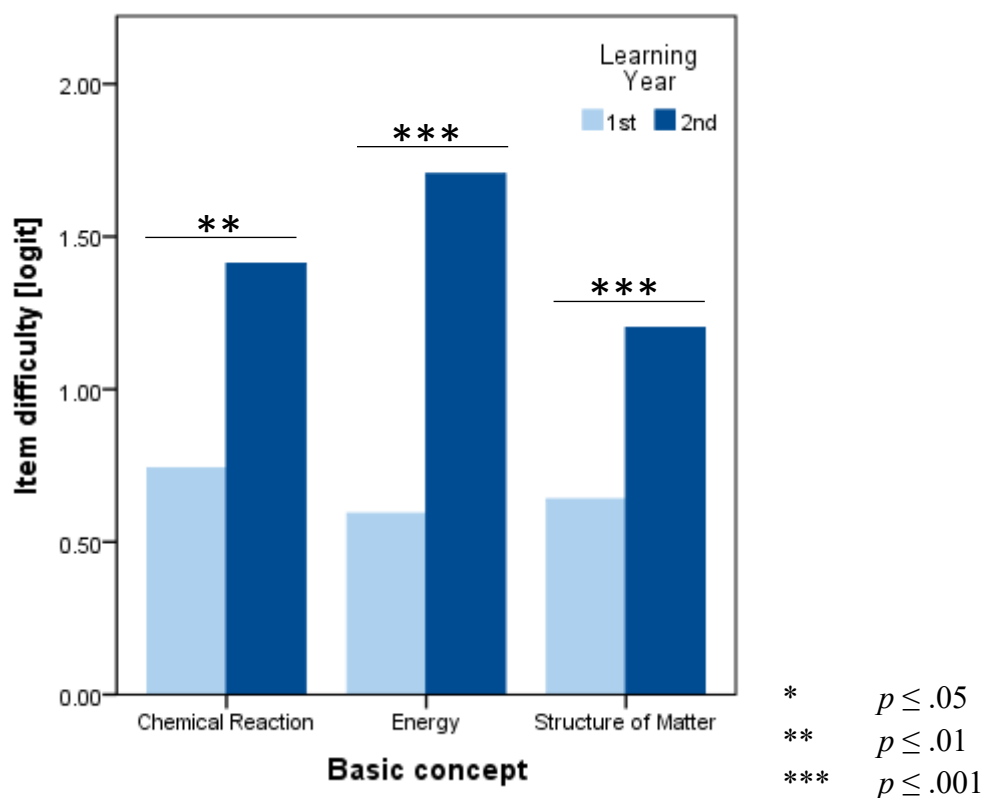 Learning
Year
1st 2nd
2.00
1.50
1.00
0.50
0.00
Item difficulty [logit]
**
***
***
Chemical Reaction Energy Structure of Matter
Basic concept
* p ≤ .05
** p ≤ .01
*** p ≤ .001